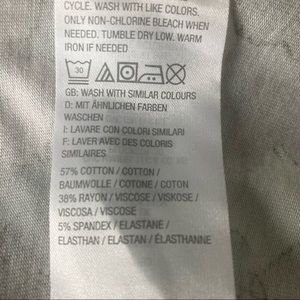 CYCLE. WASH WITH LIKE COLORS.
ONLY NON-CHLORINE BLEACH WHEN
NEEDED. TUMBLE DRY LOW. WARM
IRON IF NEEDED
30
GB: WASH WITH SIMILAR COLOURS
D: MIT ÄHNLICHEN FARBEN
WASCHEN
I: LAVARE CON COLORI SIMILARI
F: LAVER AVEC DES COLORIS
SIMILAIRES
57% COTTON / COTTON /
BAUMWOLLE / COTONE / COTON
38% RAYON / VISCOSE / VISKOSE /
VISCOSA / VISCOSE
5% SPANDEX / ELASTANE /
ELASTHAN / ELASTAN / ÉLASTHANNE